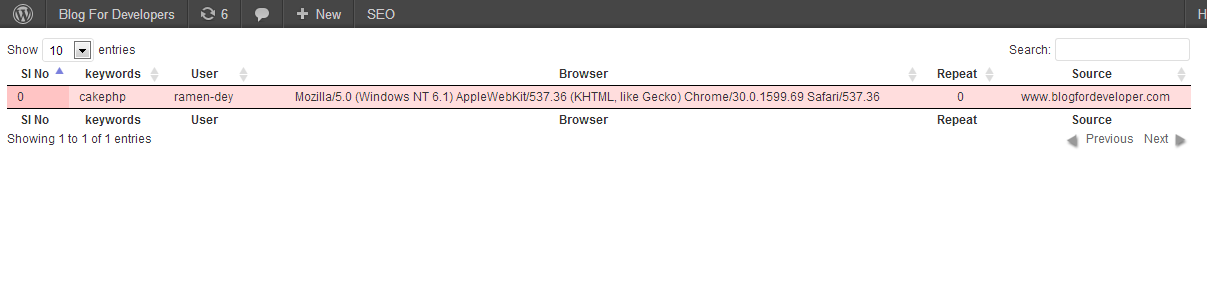 Blog For Developers 6 New SEO H
Show 10 entries Search:
Sl No keywords User Browser Repeat Source
0 cakephp ramen-dey Mozilla/5.0 (Windows NT 6.1) AppleWebKit/537.36 (KHTML, like Gecko) Chrome/30.0.1599.69 Safari/537.36 0 www.blogfordeveloper.com
Sl No keywords User Browser Repeat Source
Showing 1 to 1 of 1 entries Previous Next